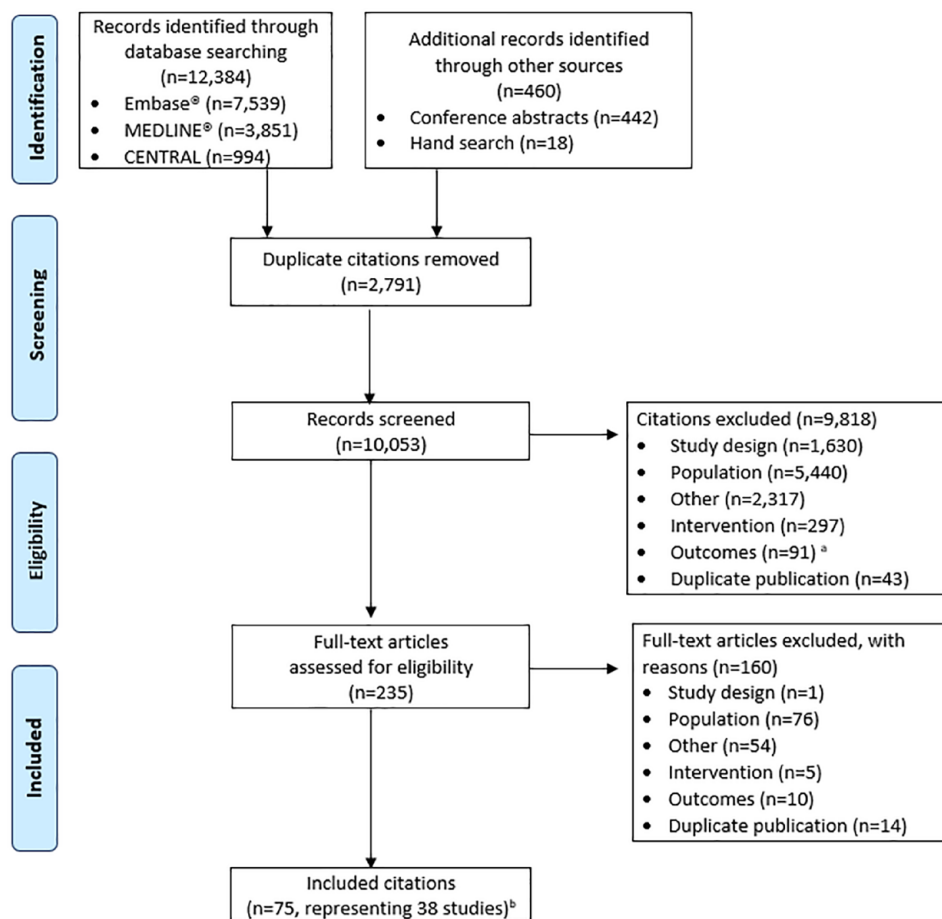 Identification
Records identified through
database searching
(n=12,384)
• Embase® (n=7,539)
• MEDLINE® (n=3,851)
• CENTRAL (n=994)
Additional records identified
through other sources
(n=460)
• Conference abstracts (n=442)
• Hand search (n=18)
Screening
Duplicate citations removed
(n=2,791)
Records screened
(n=10,053)
Citations excluded (n=9,818)
• Study design (n=1,630)
• Population (n=5,440)
• Other (n=2,317)
• Intervention (n=297)
• Outcomes (n=91) a
• Duplicate publication (n=43)
Eligibility
Full-text articles
assessed for eligibility
(n=235)
Full-text articles excluded, with
reasons (n=160)
• Study design (n=1)
• Population (n=76)
• Other (n=54)
• Intervention (n=5)
• Outcomes (n=10)
• Duplicate publication (n=14)
Included
Included citations
(n=75, representing 38 studies)b